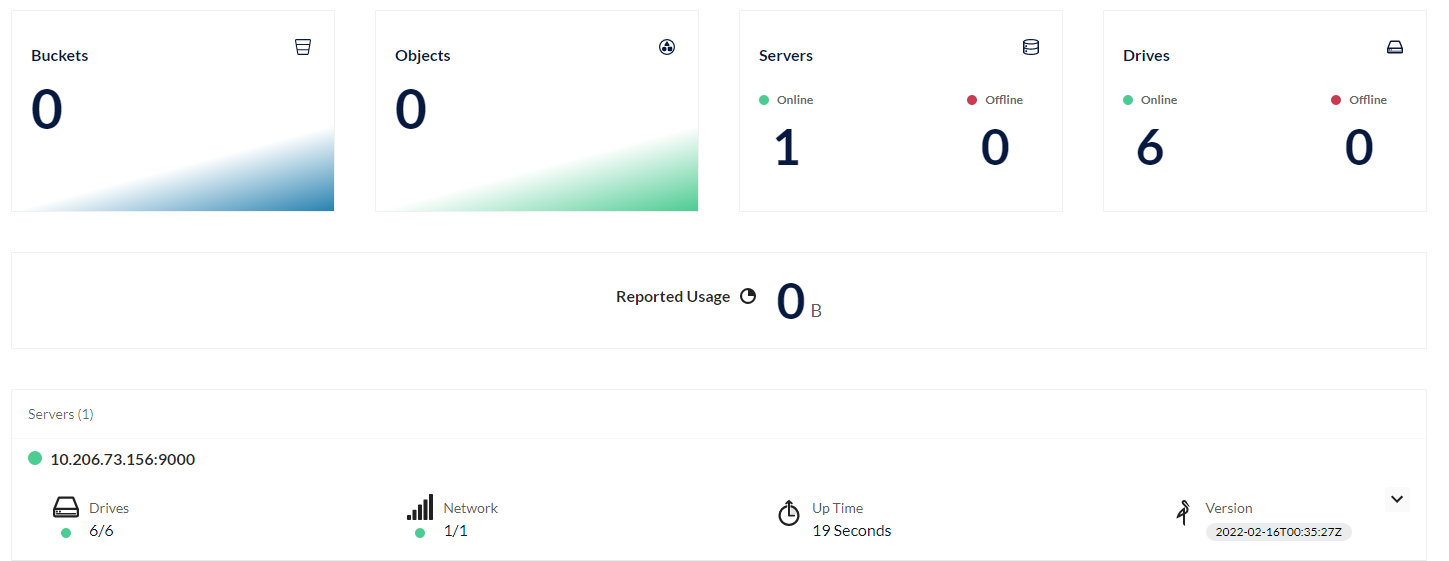 Buckets
0
Objects
0
Servers
Online
Offline
1
0
Drives
Online
Offline
6
0
Reported Usage 0 B
Servers (1)
10.206.73.156:9000
Drives
6/6
Network
1/1
Up Time
19 Seconds
Version
2022-02-16T00:35:27Z